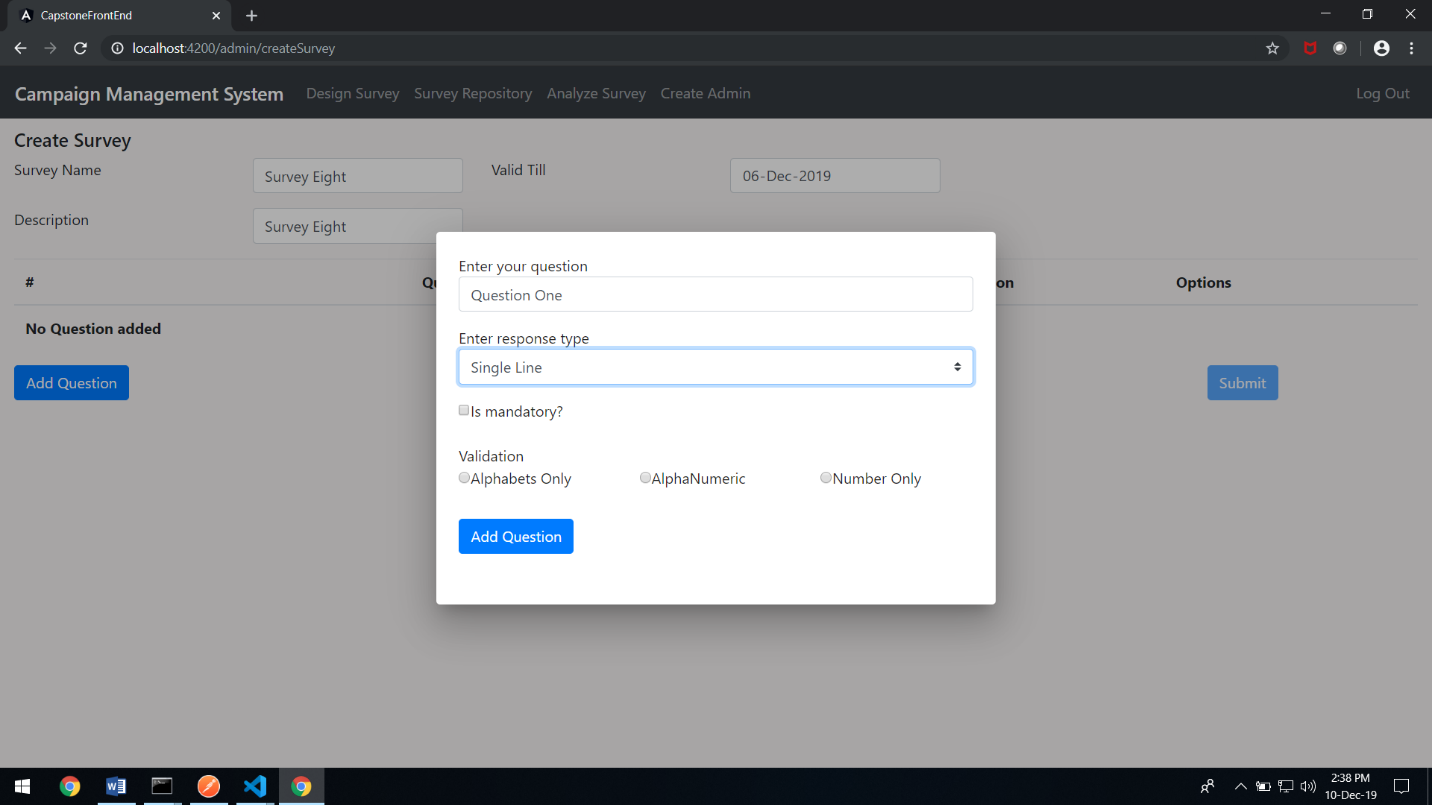 CapstoneFrontEnd
localhost:4200/admin/createSurvey
Campaign Management System Design Survey Survey Repository Analyze Survey Create Admin Log Out
Create Survey
Survey Name Survey Eight Valid Till 06-Dec-2019
Description Survey Eight
# Options
No Question added
Add Question Submit
Enter your question
Question One
Enter response type
Single Line
Is mandatory?
Validation
Alphabets Only AlphaNumeric Number Only
Add Question
2:38 PM
10-Dec-19